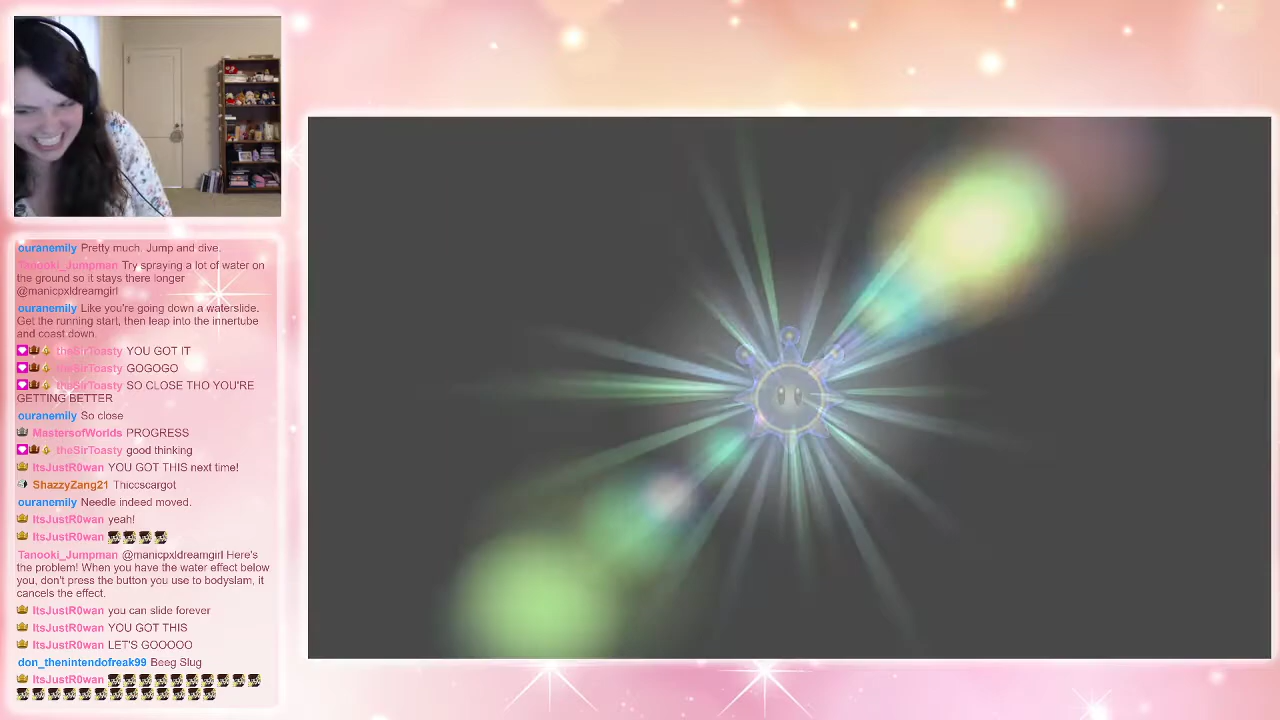 ouranemily Pretty much. Jump and dive.
Tanooki_Jumpman Try spraying a lot of water on
the ground so it stays there longer
@manicpxldreamgirl
ouranemily Like you're going down a waterslide.
Get the running start, then leap into the innertube
and coast down.
theSirToasty YOU GOT IT
theSirToasty GOGOGO
theSirToasty SO CLOSE THO YOU'RE
GETTING BETTER
ouranemily So close
MastersofWorlds PROGRESS
theSirToasty good thinking
ItsJustR0wan YOU GOT THIS next time!
ShazzyZang21 Thiccscargot
ouranemily Needle indeed moved.
ItsJustR0wan yeah!
ItsJustR0wan
Tanooki_Jumpman @manicpxldreamgirl Here's
the problem! When you have the water effect below
you, don't press the button you use to bodyslam, it
cancels the effect.
ItsJustR0wan you can slide forever
ItsJustR0wan YOU GOT THIS
ItsJustR0wan LET'S GOOOOO
don_thenintendofreak99 Beeg Slug
ItsJustR0wan